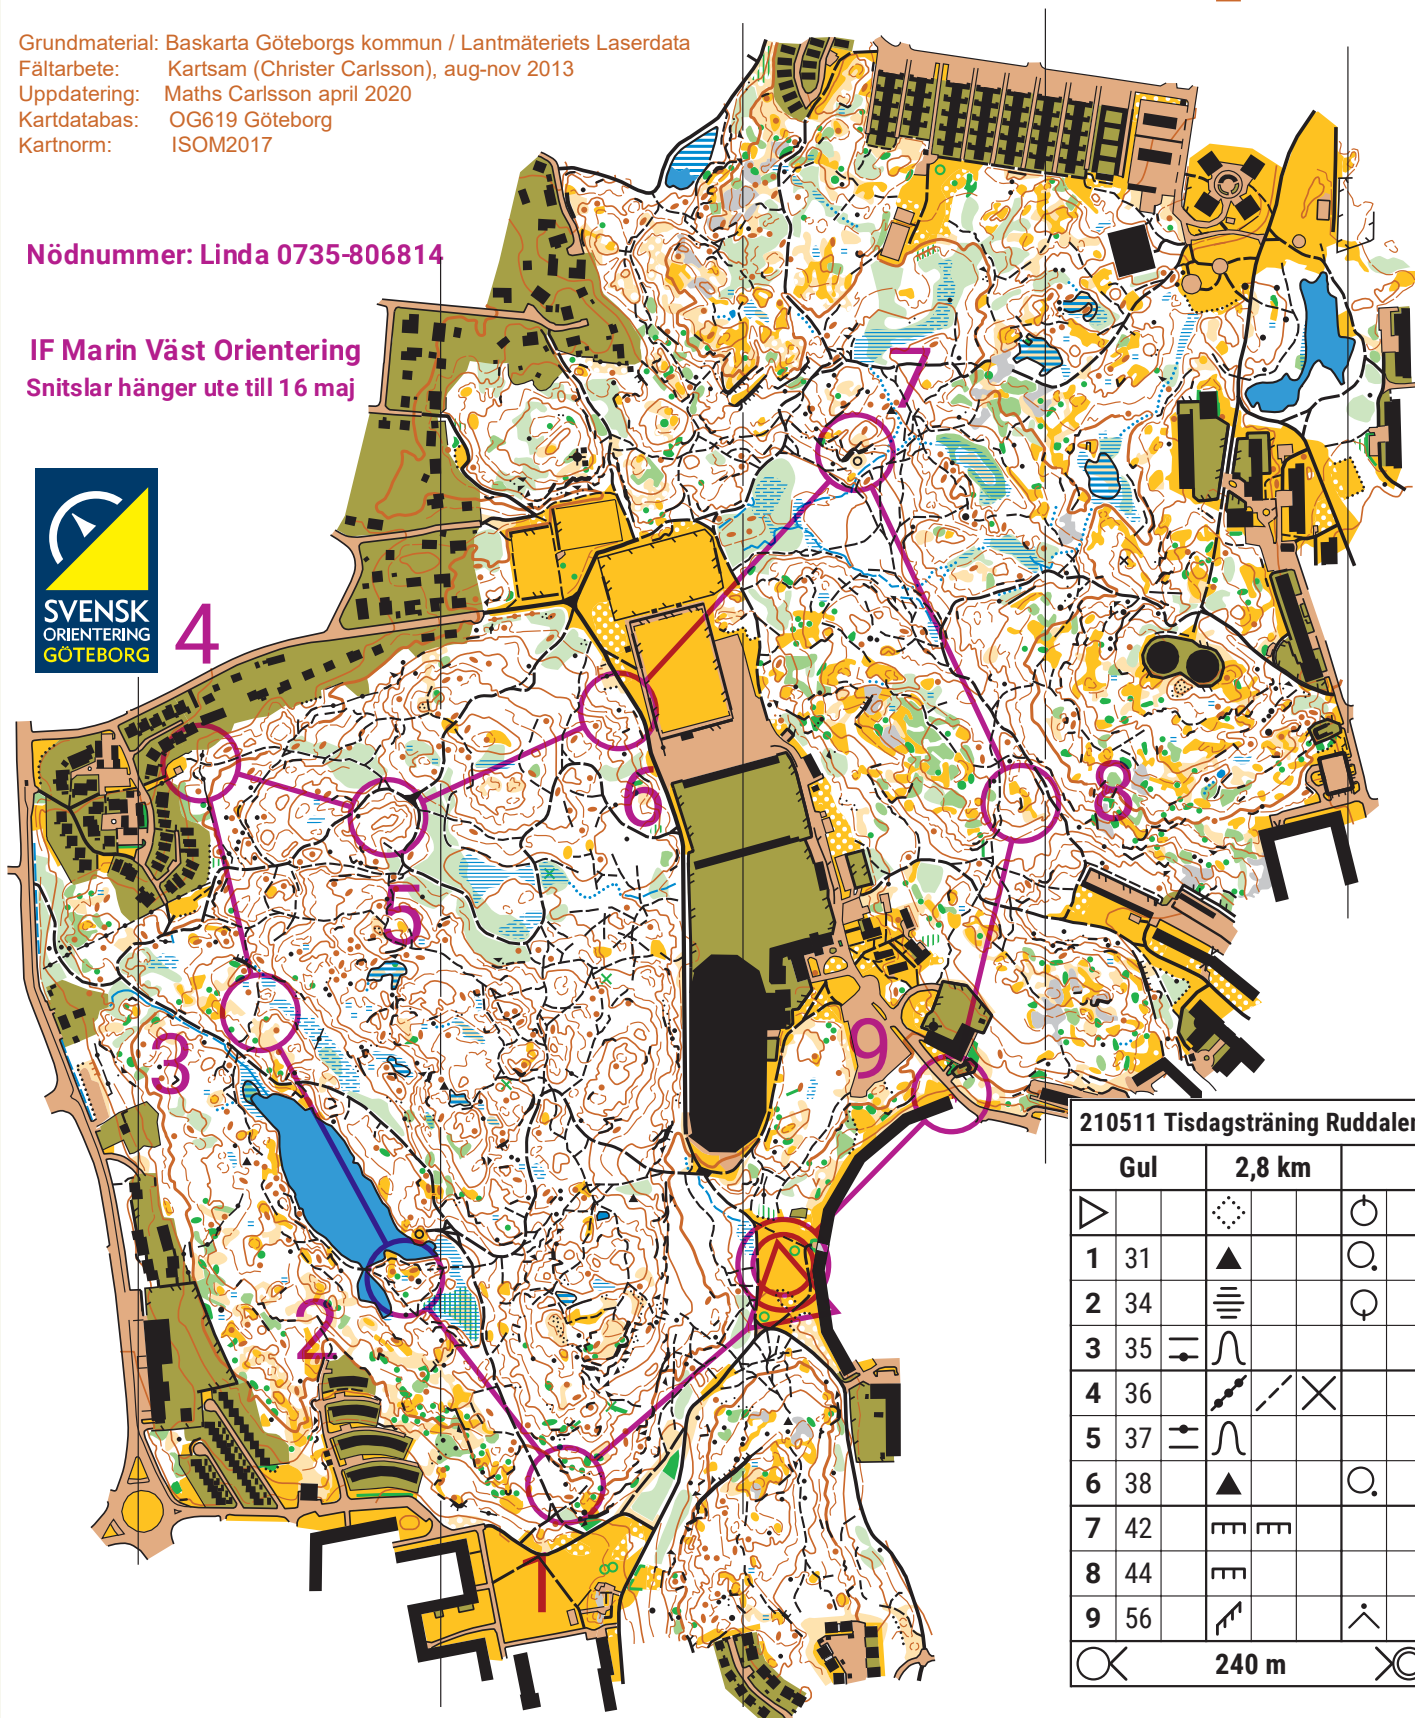 Grundmaterial: Baskarta Göteborgs kommun / Lantmäteriets Laserdata
Fältarbete: Kartsam (Christer Carlsson), aug-nov 2013
Uppdatering: Maths Carlsson april 2020
Kartdatabas: OG619 Göteborg
Kartnorm: ISOM2017
Nödnummer: Linda 0735-806814
IF Marin Väst Orientering
Snitslar hänger ute till 16 maj
SVENSK
ORIENTERING
GÖTEBORG
7
4
6
8
5
9
3
2
1
210511 Tisdagsträning Ruddalen
Gul 2,8 km
1 31
2 34
3 35
4 36
5 37
6 38
7 42
8 44
9 56
240 m